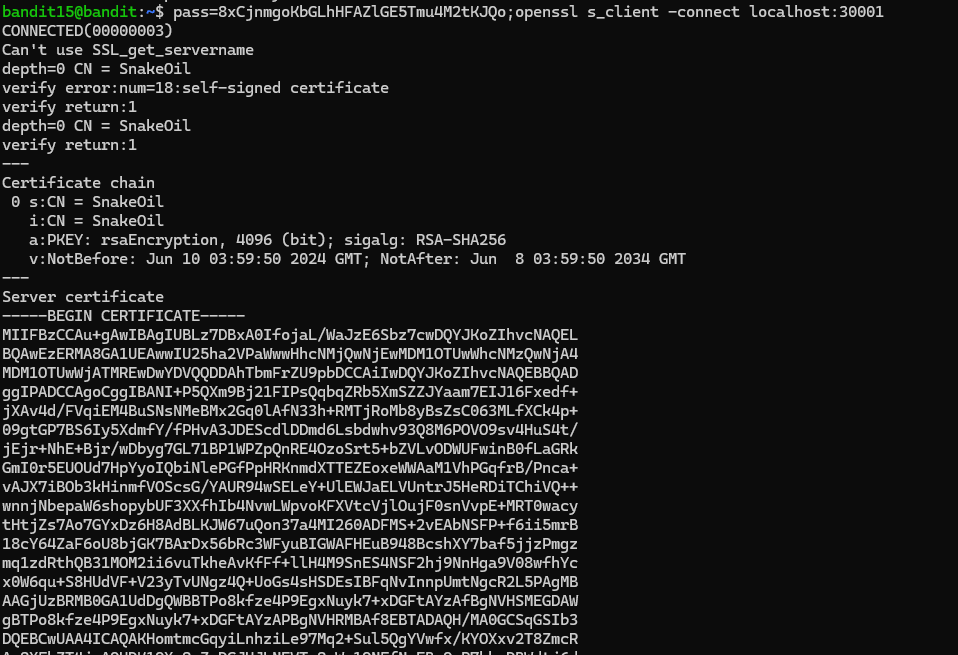 bandit15@bandit:~$ pass=8xCjnmgoKbGLhHFAZlGE5Tmu4M2tKJQo;openssl s_client -connect localhost:30001
CONNECTED(00000003)
Can't use SSL_get_servername
depth=0 CN = SnakeOil
verify error:num=18:self-signed certificate
verify return:1
depth=0 CN = SnakeOil
verify return:1
---
Certificate chain
 0 s:CN = SnakeOil
   i:CN = SnakeOil
   a:PKEY: rsaEncryption, 4096 (bit); sigalg: RSA-SHA256
   v:NotBefore: Jun 10 03:59:50 2024 GMT; NotAfter: Jun  8 03:59:50 2034 GMT
---
Server certificate
-----BEGIN CERTIFICATE-----
MIIFBzCCAu+gAwIBAgIUBLz7DBxA0IfojaL/WaJzE6Sbz7cwDQYJKoZIhvcNAQEL
BQAwEzERMA8GA1UEAwwIU25ha2VPaWwwHhcNMjQwNjEwMDM1OTUwWhcNMzQwNjA4
MDM1OTUwWjATMREwDwYDVQQDDAhTbmFrZU9pbDCCAiIwDQYJKoZIhvcNAQEBBQAD
ggIPADCCAgoCggIBANI+P5QXm9Bj21FIPsQqbqZRb5XmSZZJYaam7EIJ16Fxedf+
jXAv4d/FVqiEM4BuSNsNMeBMx2Gq0lAfN33h+RMTjRoMb8yBsZsC063MLfXCk4p+
09gtGP7BS6Iy5XdmfY/fPHvA3JDEScdlDDmd6Lsbdwhv93Q8M6POVO9sv4HuS4t/
jEjr+NhE+Bjr/wDbyg7GL71BP1WPZpQnRE4OzoSrt5+bZVLvODWUFwinB0fLaGRk
GmI0r5EUOUd7HpYyoIQbiNlePGfPpHRKnmdXTTEZEoxeWWAaM1VhPGqfrB/Pnca+
vAJX7iBOb3kHinmfVOScsG/YAUR94wSELeY+UlEWJaELVUntrJ5HeRDiTChiVQ++
wnnjNbepaW6shopybUF3XXfhIb4NvwLWpvoKFXVtcVjlOujF0snVvpE+MRT0wacy
tHtjZs7Ao7GYxDz6H8AdBLKJW67uQon37a4MI260ADFMS+2vEAbNSFP+f6ii5mrB
18cY64ZaF6oU8bjGK7BArDx56bRc3WFyuBIGWAFHEuB948BcshXY7baf5jjzPmgz
mq1zdRthQB31MOM2ii6vuTkheAvKfFf+llH4M9SnES4NSF2hj9NnHga9V08wfhYc
x0W6qu+S8HUdVF+V23yTvUNgz4Q+UoGs4sHSDEsIBFqNvInnpUmtNgcR2L5PAgMB
AAGjUzBRMB0GA1UdDgQWBBTPo8kfze4P9EgxNuyk7+xDGFtAYzAfBgNVHSMEGDAW
gBTPo8kfze4P9EgxNuyk7+xDGFtAYzAPBgNVHRMBAf8EBTADAQH/MA0GCSqGSIb3
DQEBCwUAA4ICAQAKHomtmcGqyiLnhziLe97Mq2+Sul5QgYVwfx/KYOXxv2T8ZmcR